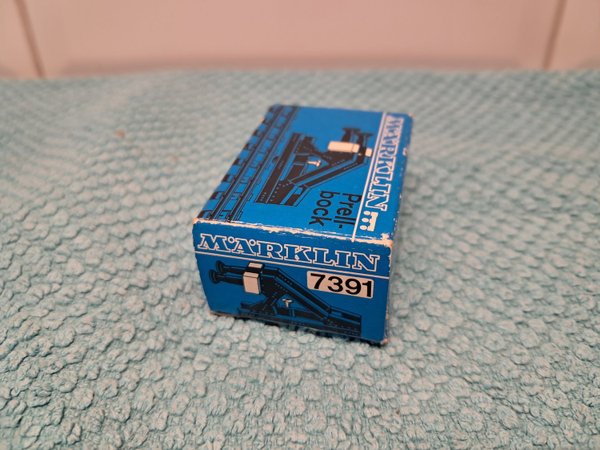 MÄRKLIN
Prell-
bock
MÄRKLIN
7391